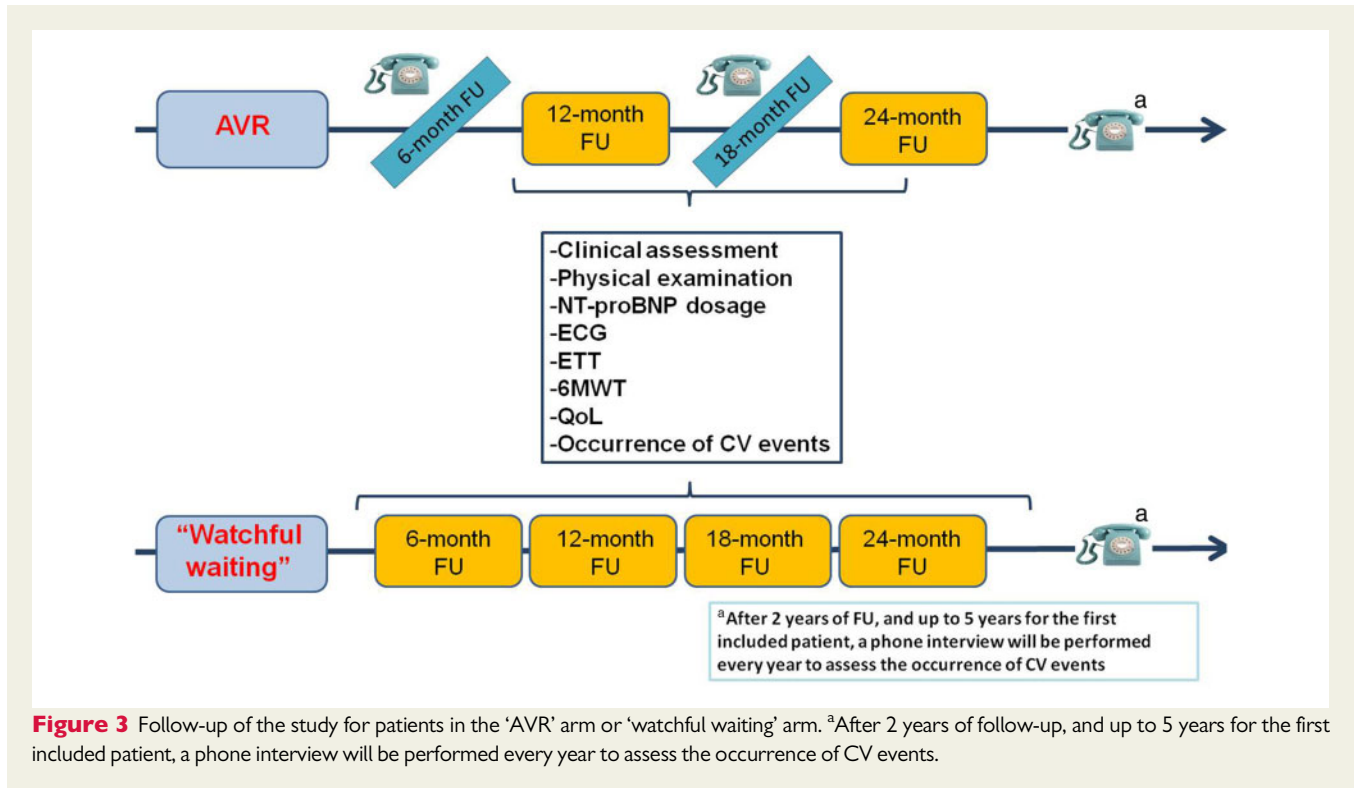 AVR
6-month FU
12-month
FU
18-month FU
24-month
FU
a
-Clinical assessment
-Physical examination
-NT-proBNP dosage
-ECG
-ETT
-6MWT
-QoL
-Occurrence of CV events
“Watchful
waiting”
6-month
FU
12-month
FU
18-month
FU
24-month
FU
a
aAfter 2 years of FU, and up to 5 years for the first
included patient, a phone interview will be performed
every year to assess the occurrence of CV events
Figure 3 Follow-up of the study for patients in the ‘AVR’ arm or ‘watchful waiting’ arm. aAfter 2 years of follow-up, and up to 5 years for the first
included patient, a phone interview will be performed every year to assess the occurrence of CV events.